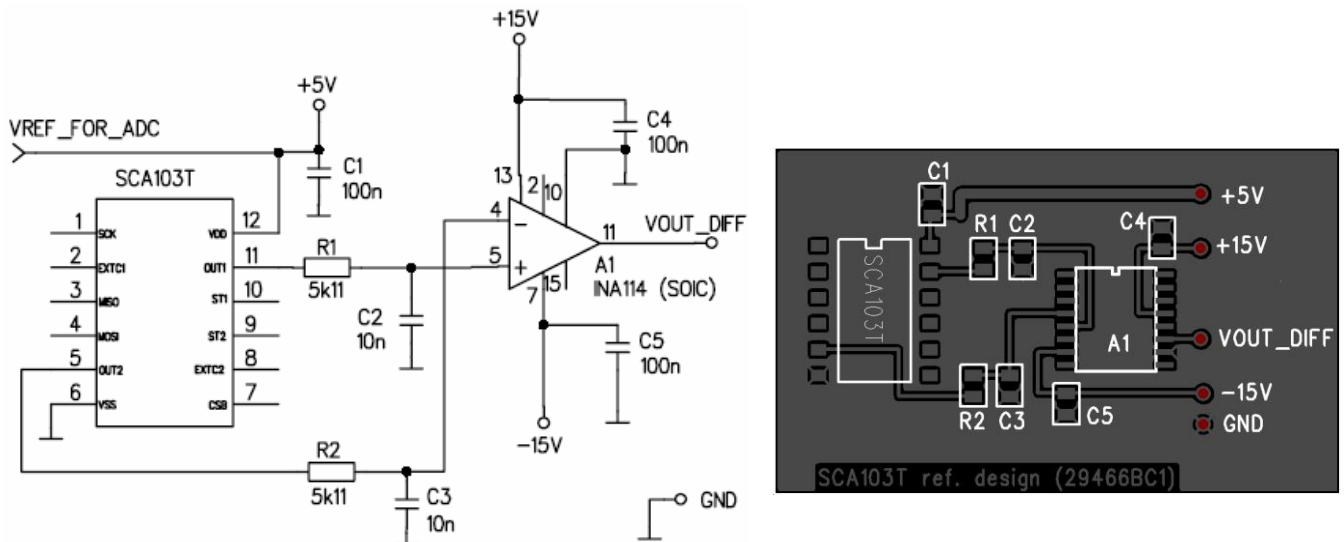 +15V
+5V
VREF_FOR_ADC
C4
100n
C1
100n
SCA103T
13
2
10
1
SCK
VDD
12
4
11
VOUT_DIFF
2
EXTC1
OUT1
11
R1
5k11
5
A1
INA114 (SOIC)
3
MISO
ST1
10
7
15
4
MOSI
ST2
9
C2
10n
C5
100n
5
OUT2
EXTC2
8
6
VSS
CSB
7
-15V
R2
5k11
C3
10n
GND
C1
+5V
R1
C2
C4
+15V
SCA103T
A1
VOUT_DIFF
-15V
R2
C3
C5
GND
SCA103T ref. design (29466BC1)